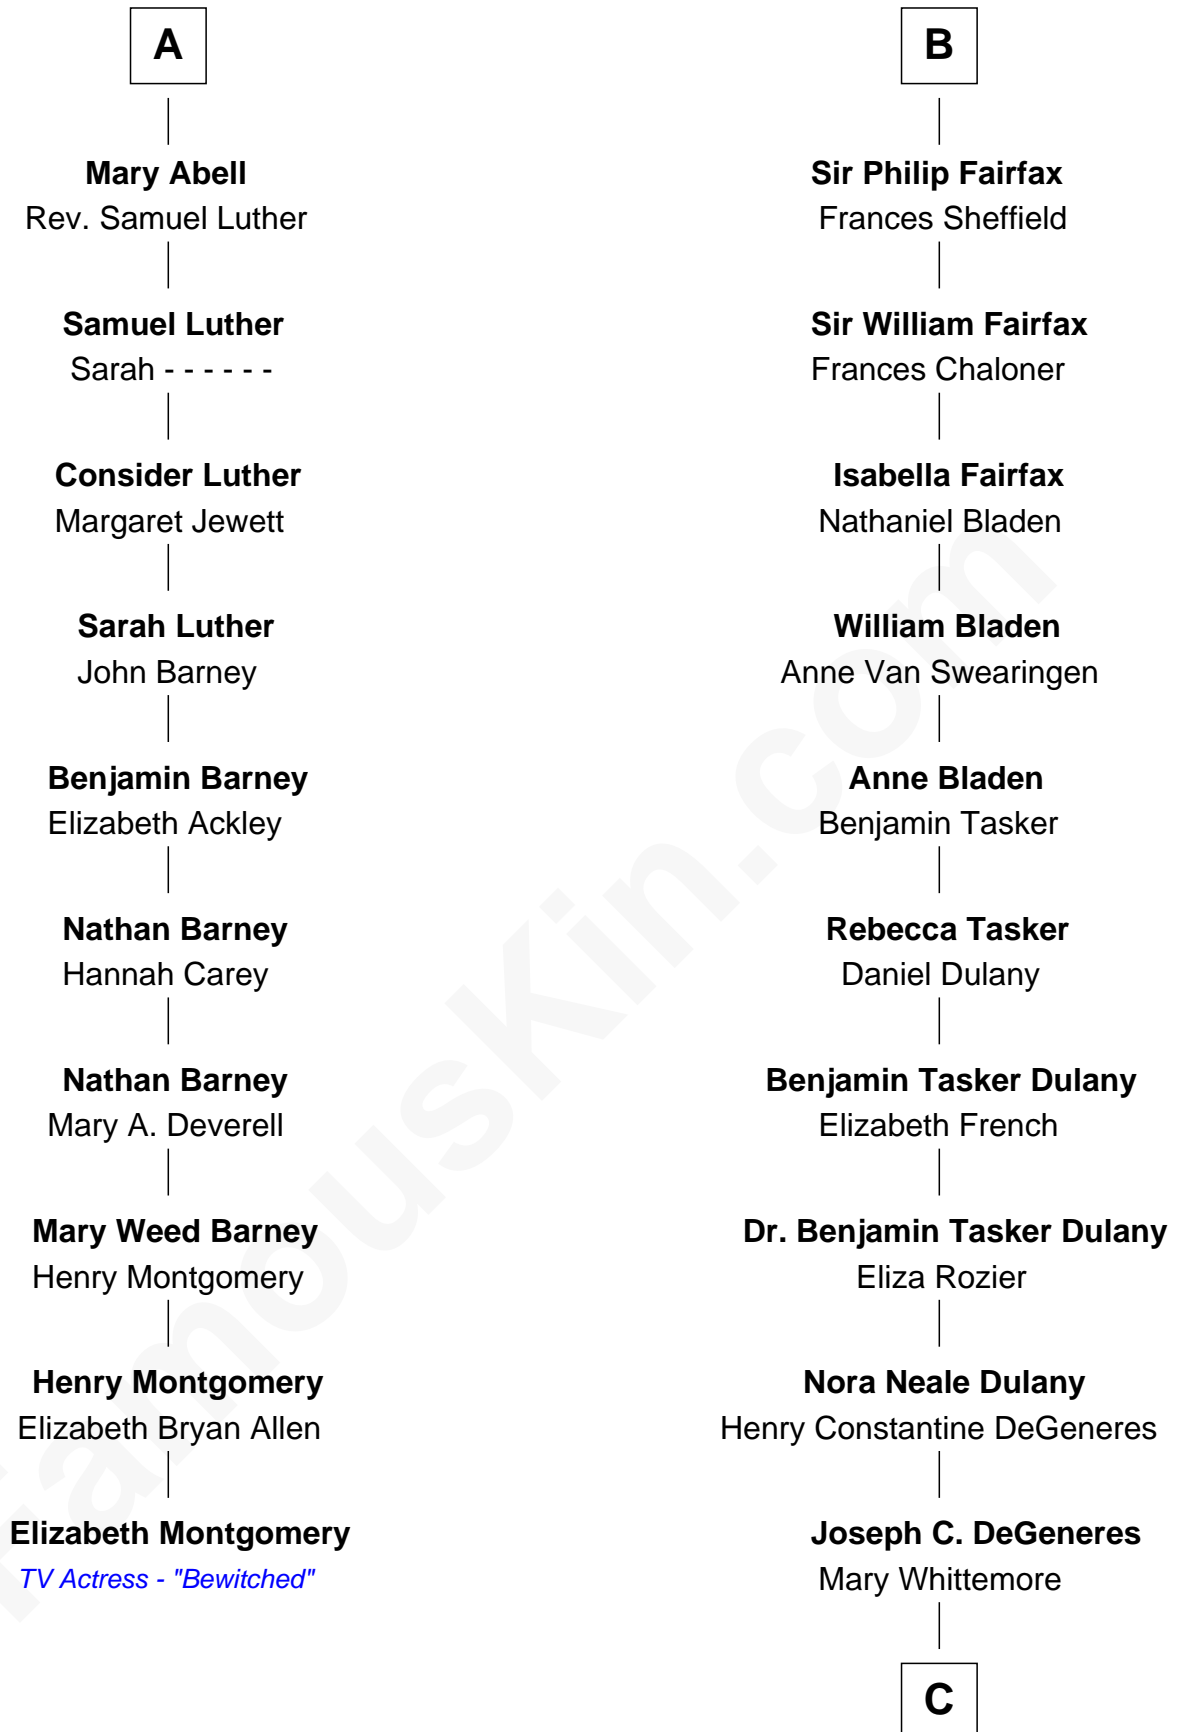 A
Mary Abell
Rev. Samuel Luther
Samuel Luther
Sarah - - - - - -
Consider Luther
Margaret Jewett
Sarah Luther
John Barney
Benjamin Barney
Elizabeth Ackley
Nathan Barney
Hannah Carey
Nathan Barney
Mary A. Deverell
Mary Weed Barney
Henry Montgomery
Henry Montgomery
Elizabeth Bryan Allen
Elizabeth Montgomery
TV Actress - "Bewitched"
B
Sir Philip Fairfax
Frances Sheffield
Sir William Fairfax
Frances Chaloner
Isabella Fairfax
Nathaniel Bladen
William Bladen
Anne Van Swearingen
Anne Bladen
Benjamin Tasker
Rebecca Tasker
Daniel Dulany
Benjamin Tasker Dulany
Elizabeth French
Dr. Benjamin Tasker Dulany
Eliza Rozier
Nora Neale Dulany
Henry Constantine DeGeneres
Joseph C. DeGeneres
Mary Whittemore
C
FamousKin.com